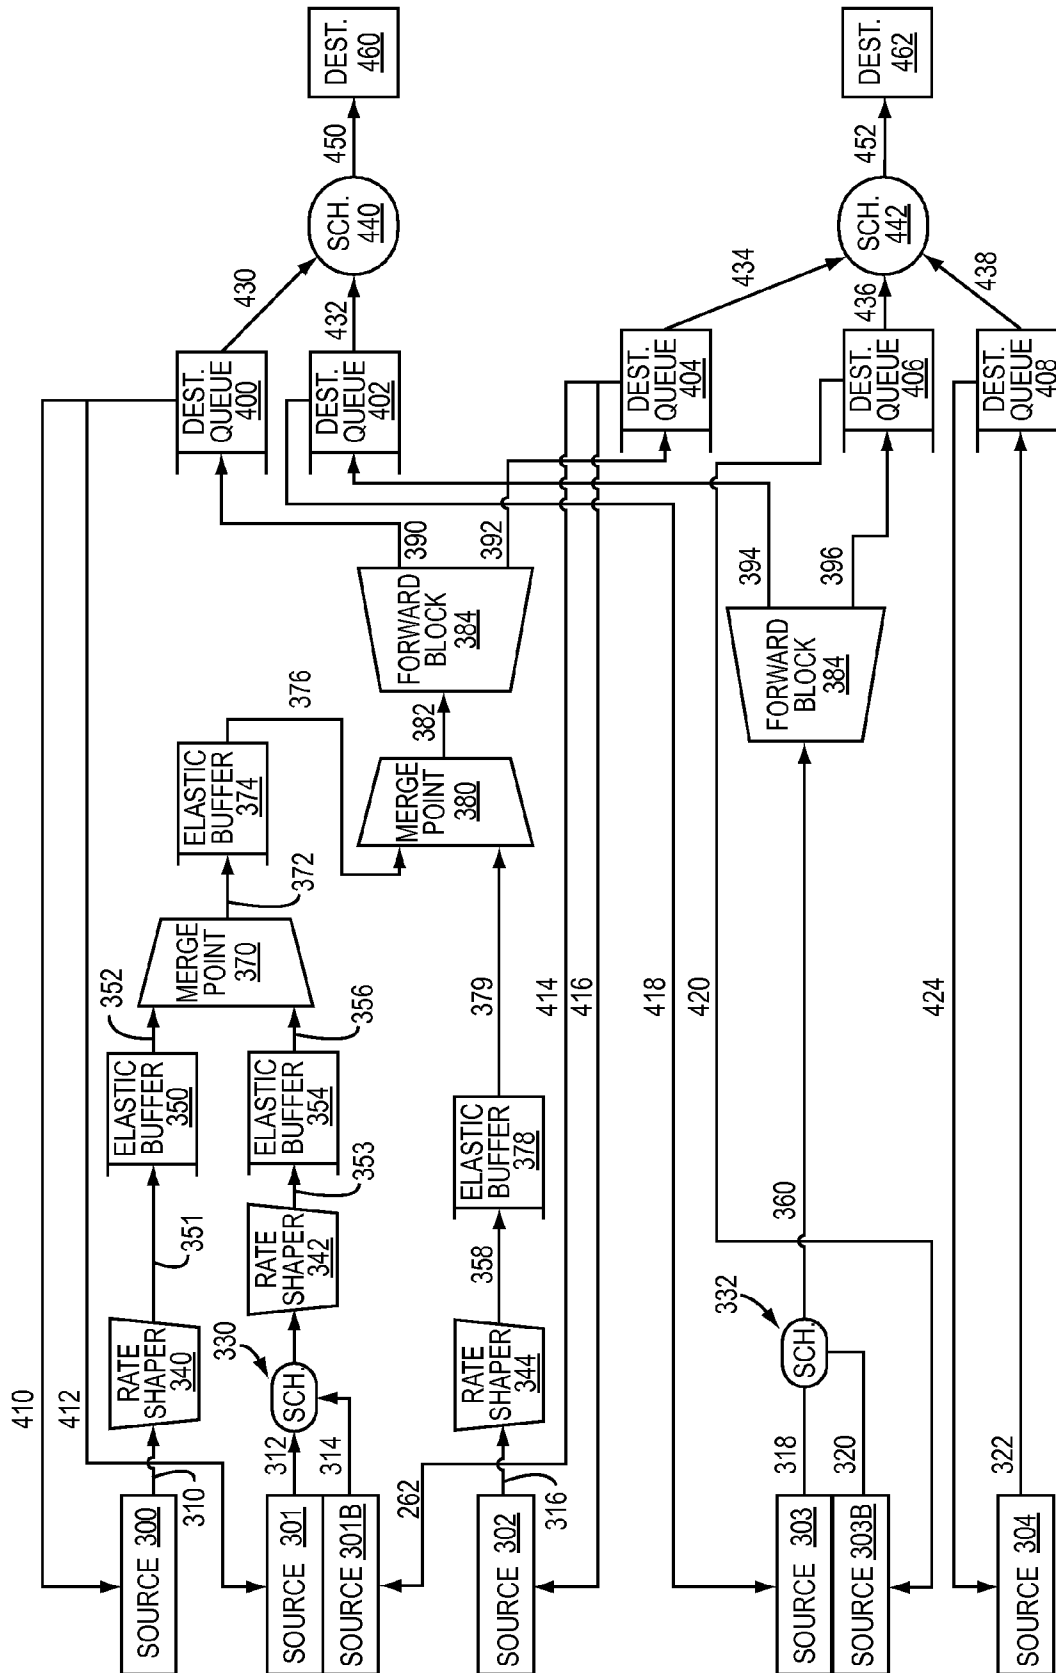 SOURCE 300
SOURCE 301
SOURCE 301B
SOURCE 302
SOURCE 303
SOURCE 303B
SOURCE 304
310
312
314
262
316
318
320
322
410
412
RATE
SHAPER
340
330
SCH.
RATE
SHAPER
342
RATE
SHAPER
344
332
SCH.
351
353
358
360
ELASTIC
BUFFER
350
ELASTIC
BUFFER
354
ELASTIC
BUFFER
378
352
356
379
414
416
418
420
424
MERGE
POINT
370
372
ELASTIC
BUFFER
374
376
MERGE
POINT
380
382
FORWARD
BLOCK
384
FORWARD
BLOCK
384
390
392
394
396
DEST.
QUEUE
400
DEST.
QUEUE
402
DEST.
QUEUE
404
DEST.
QUEUE
406
DEST.
QUEUE
408
430
432
434
436
438
SCH.
440
SCH.
442
450
452
DEST.
460
DEST.
462